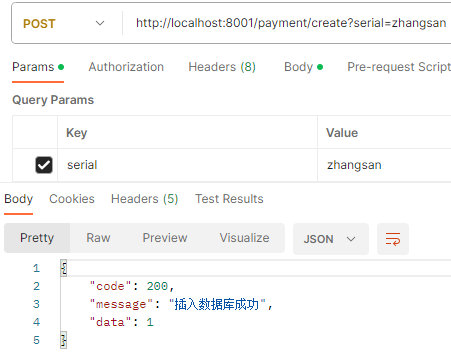 POST http://localhost:8001/payment/create?serial=zhangsan
Params Authorization Headers (8) Body Pre-request Script
Query Params
Key Value
serial zhangsan
Body Cookies Headers (5) Test Results
Pretty Raw Preview Visualize JSON
1 {
2 "code": 200,
3 "message": "插入数据库成功",
4 "data": 1
5 }